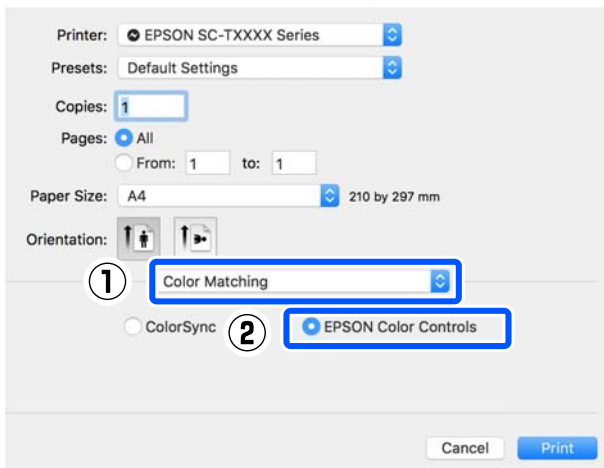 Printer: EPSON SC-TXXXX Series
Presets: Default Settings
Copies: 1
Pages: All
From: 1 to: 1
Paper Size: A4 210 by 297 mm
Orientation:
① Color Matching
ColorSync ② EPSON Color Controls
Cancel Print